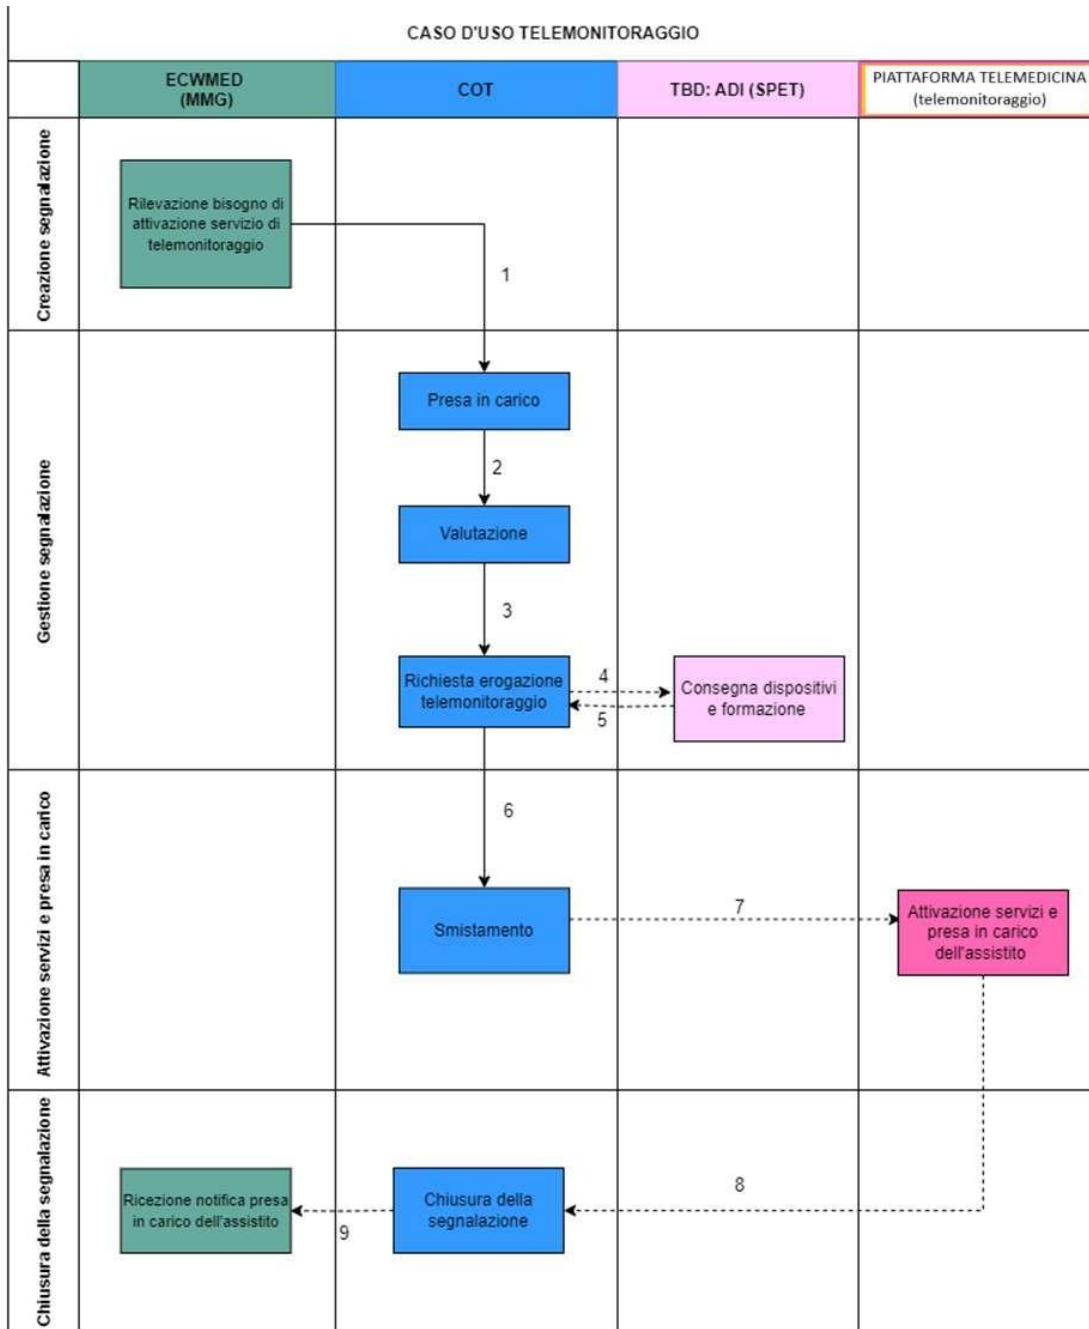 CASO D'USO TELEMONITORAGGIO
ECWMED
(MMG)
COT
TBD: ADI (SPET)
PIATTAFORMA TELEMEDICINA
(telemonitoraggio)
Creazione segnalazione
Rilevazione bisogno di
attivazione servizio di
telemonitoraggio
1
Gestione segnalazione
Presa in carico
2
Valutazione
3
Richiesta erogazione
telemonitoraggio
4
5
Consegna dispositivi
e formazione
Attivazione servizi e presa in carico
6
Smistamento
7
Attivazione servizi e
presa in carico
dell'assistito
Chiusura della segnalazione
8
Chiusura della
segnalazione
9
Ricezione notifica presa
in carico dell'assistito